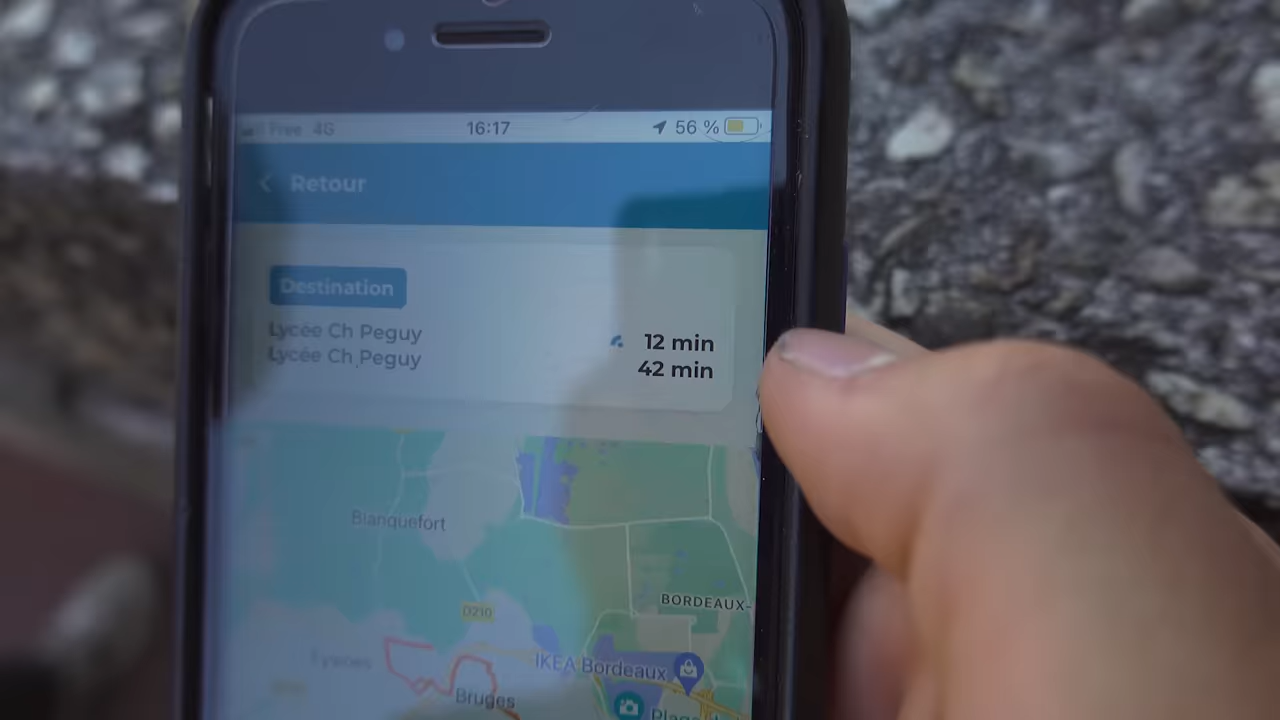 Free 4G
16:17
56 %
Retour
Destination
Lycée Ch Peguy
12 min
Lycée Ch Peguy
42 min
Blanquefort
BORDEAUX-
D210
IKEA Bordeaux
Eysines
Bruges